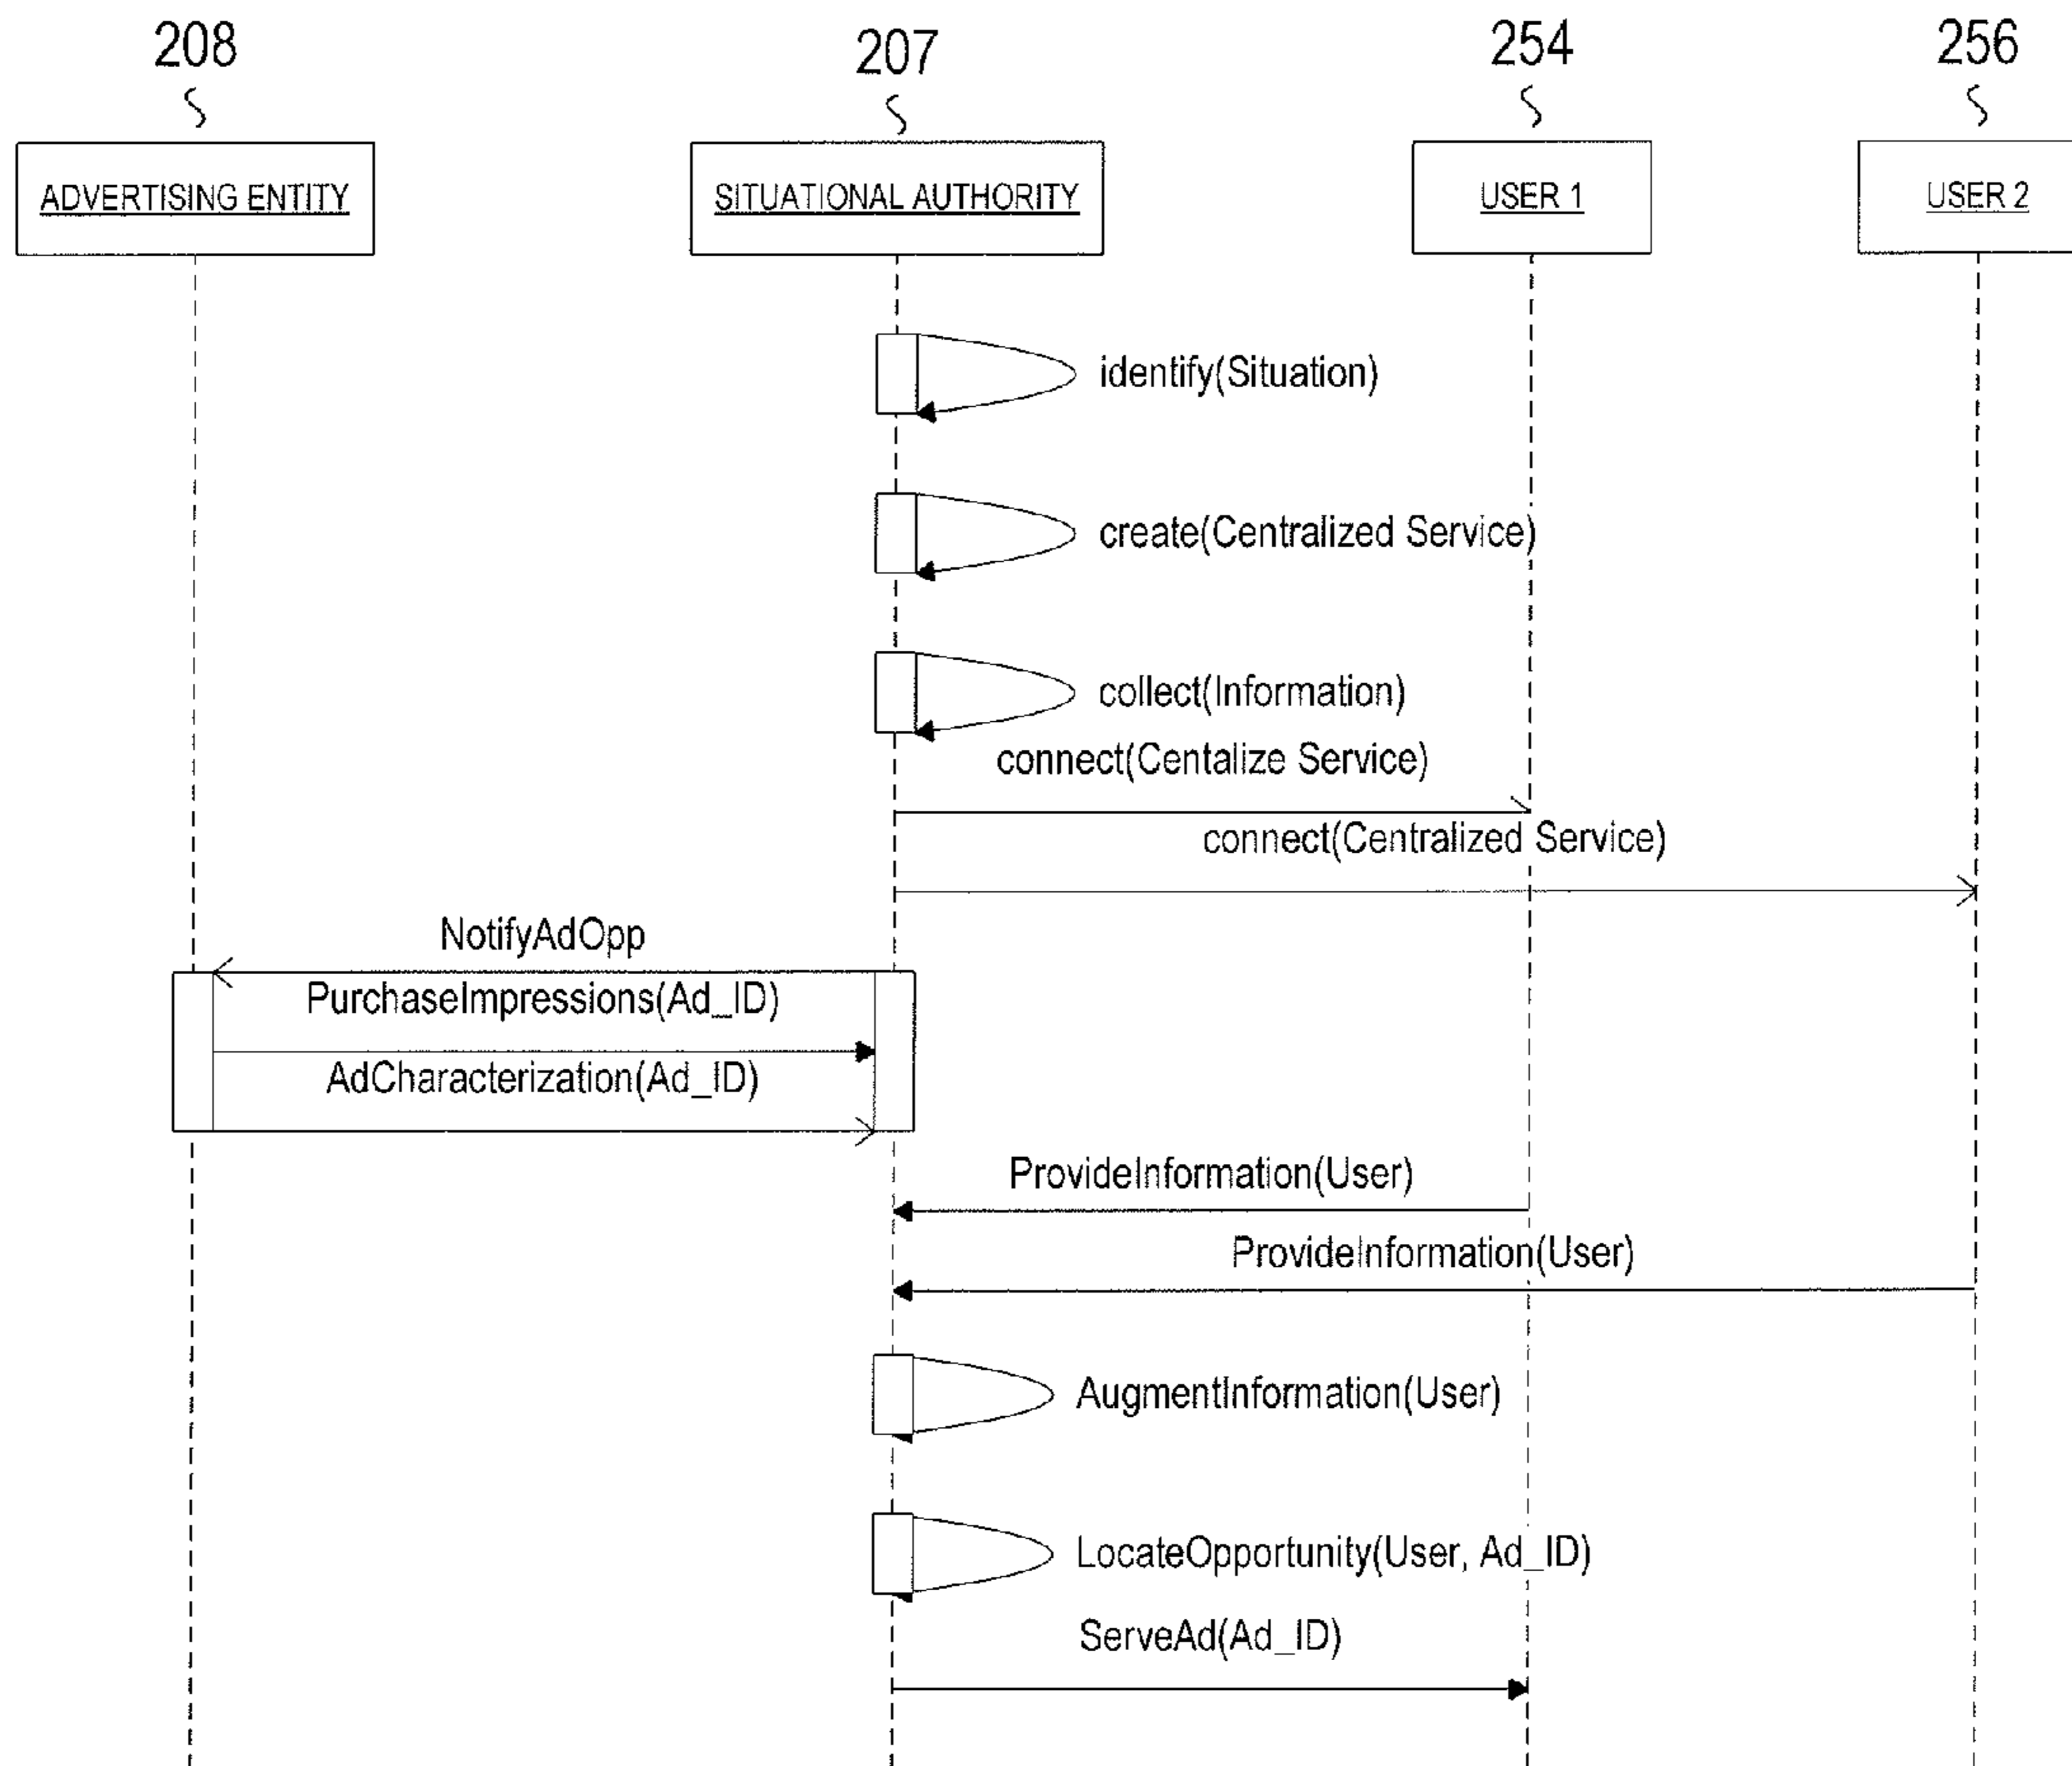 208
207
254
256
ADVERTISING ENTITY
SITUATIONAL AUTHORITY
USER 1
USER 2
identify(Situation)
create(Centralized Service)
collect(Information)
connect(Centalize Service)
connect(Centralized Service)
NotifyAdOpp
PurchaseImpressions(Ad_ID)
AdCharacterization(Ad_ID)
ProvideInformation(User)
ProvideInformation(User)
AugmentInformation(User)
LocateOpportunity(User, Ad_ID)
ServeAd(Ad_ID)